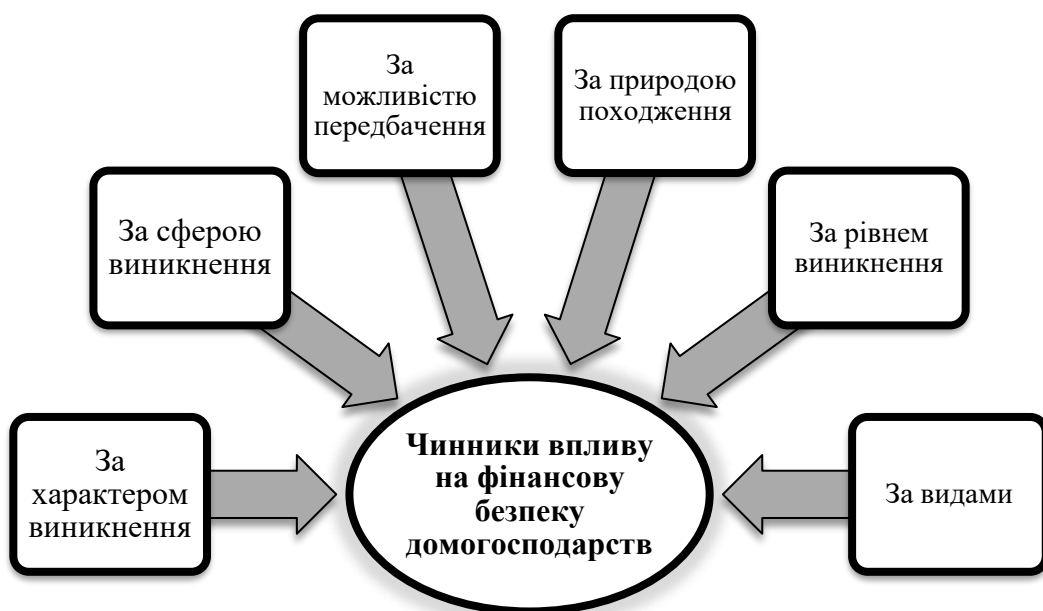 За
можливістю
передбачення
За природою
походження
За сферою
виникнення
За рівнем
виникнення
За
характером
виникнення
Чинники впливу
на фінансову
безпеку
домогосподарств
За видами